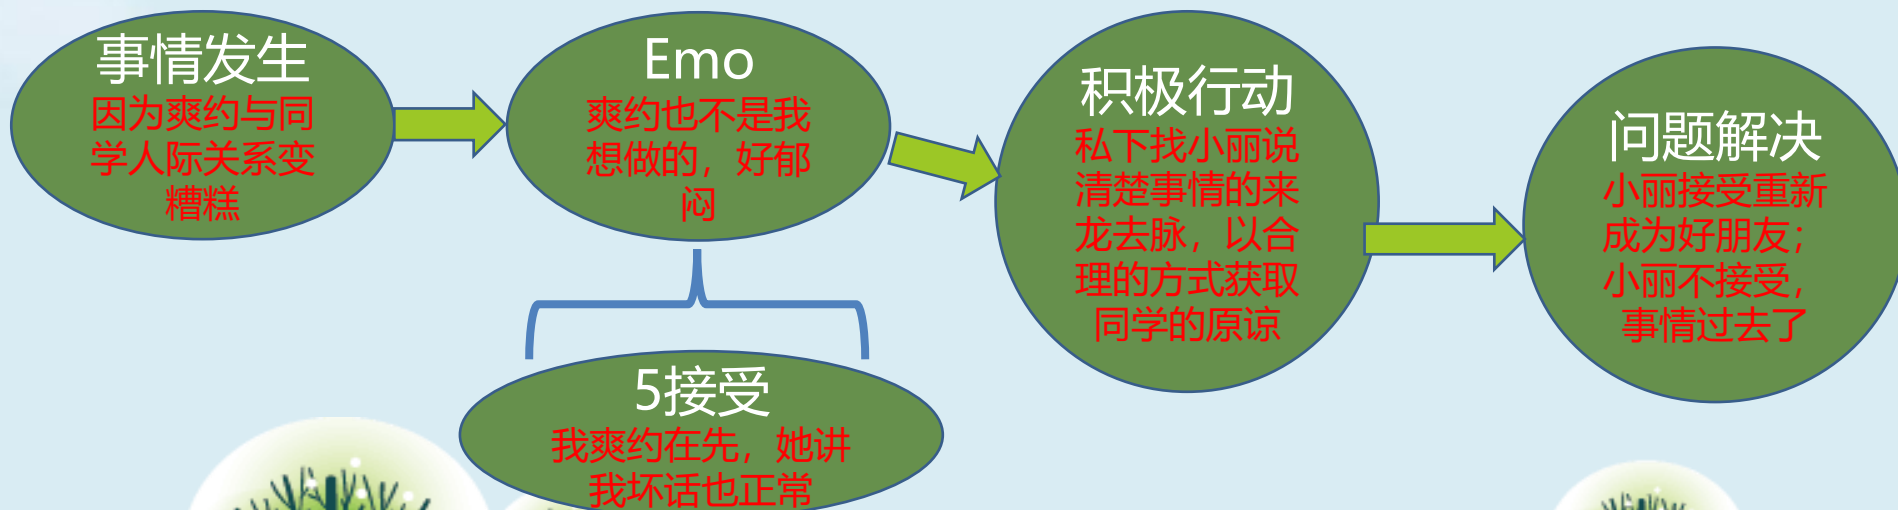 事情发生
因为爽约与同
学人际关系变
糟糕
Emo
爽约也不是我
想做的，好郁
闷
5接受
我爽约在先，她讲
我坏话也正常
积极行动
私下找小丽说
清楚事情的来
龙去脉，以合
理的方式获取
同学的原谅
问题解决
小丽接受重新
成为好朋友；
小丽不接受，
事情过去了